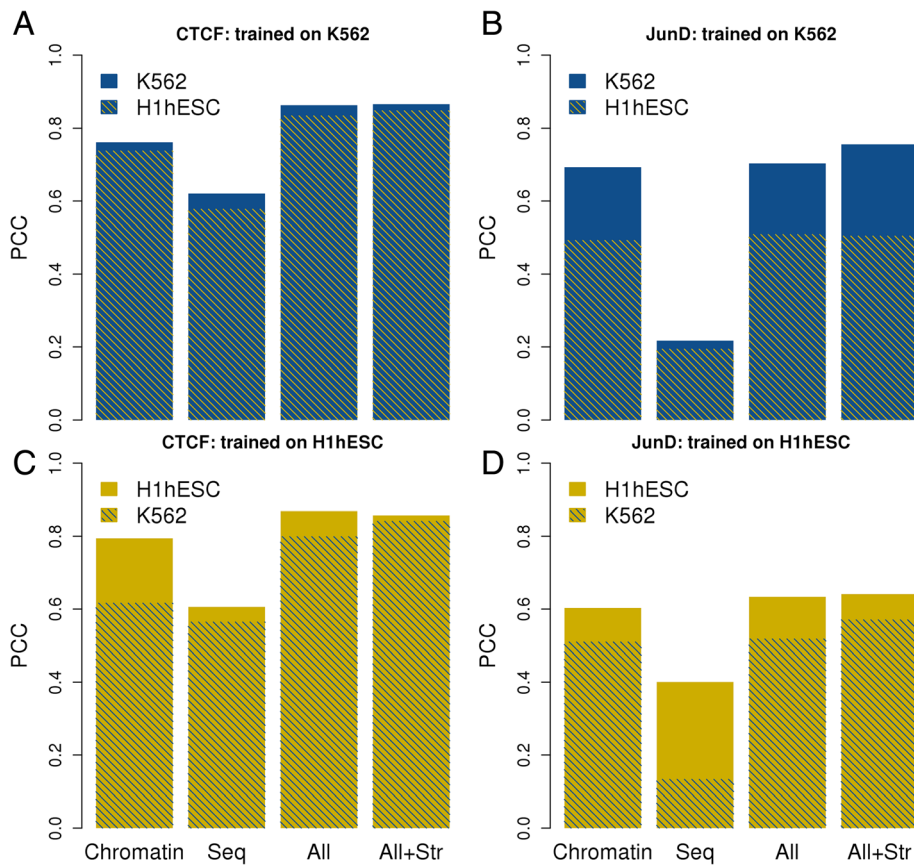 A
CTCF: trained on K562
K562
H1hESC
PCC
0.0 0.2 0.4 0.6 0.8 1.0
B
JunD: trained on K562
K562
H1hESC
PCC
0.0 0.2 0.4 0.6 0.8 1.0
C
CTCF: trained on H1hESC
H1hESC
K562
PCC
0.0 0.2 0.4 0.6 0.8 1.0
Chromatin Seq All All+Str
D
JunD: trained on H1hESC
H1hESC
K562
PCC
0.0 0.2 0.4 0.6 0.8 1.0
Chromatin Seq All All+Str